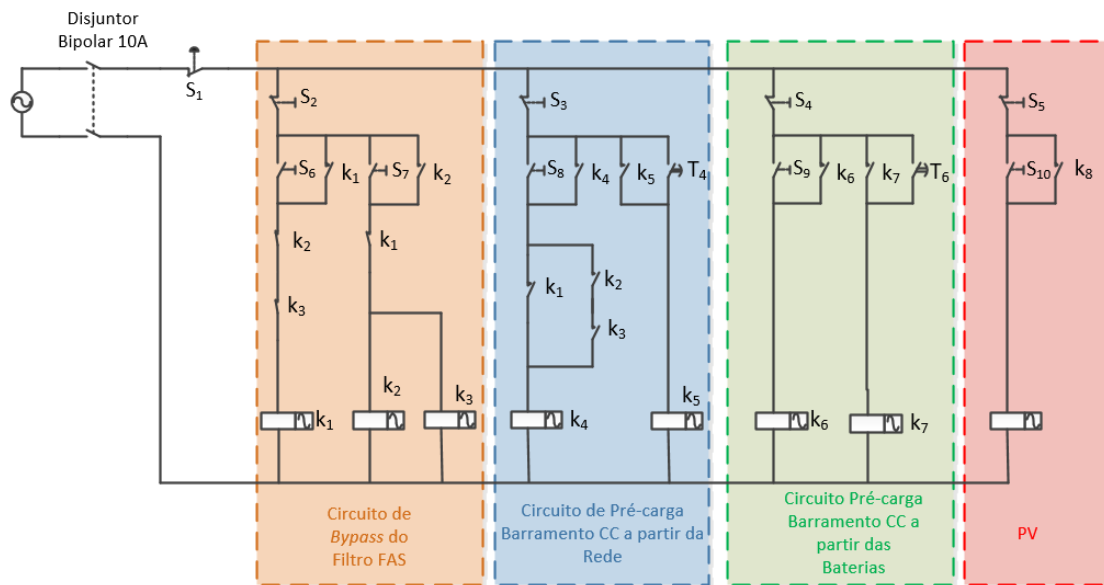 Disjuntor
Bipolar 10A
S1
S2
S3
S4
S5
S6
k1
S7
k2
S8
k4
k5
T4
S9
k6
k7
T6
S10
k8
k2
k1
k3
k1
k2
k3
k1
k2
k3
k4
k5
k6
k7
Circuito de
Bypass do
Filtro FAS
Circuito de Pré-carga
Barramento CC a partir da
Rede
Circuito Pré-carga
Barramento CC a
partir das
Baterias
PV